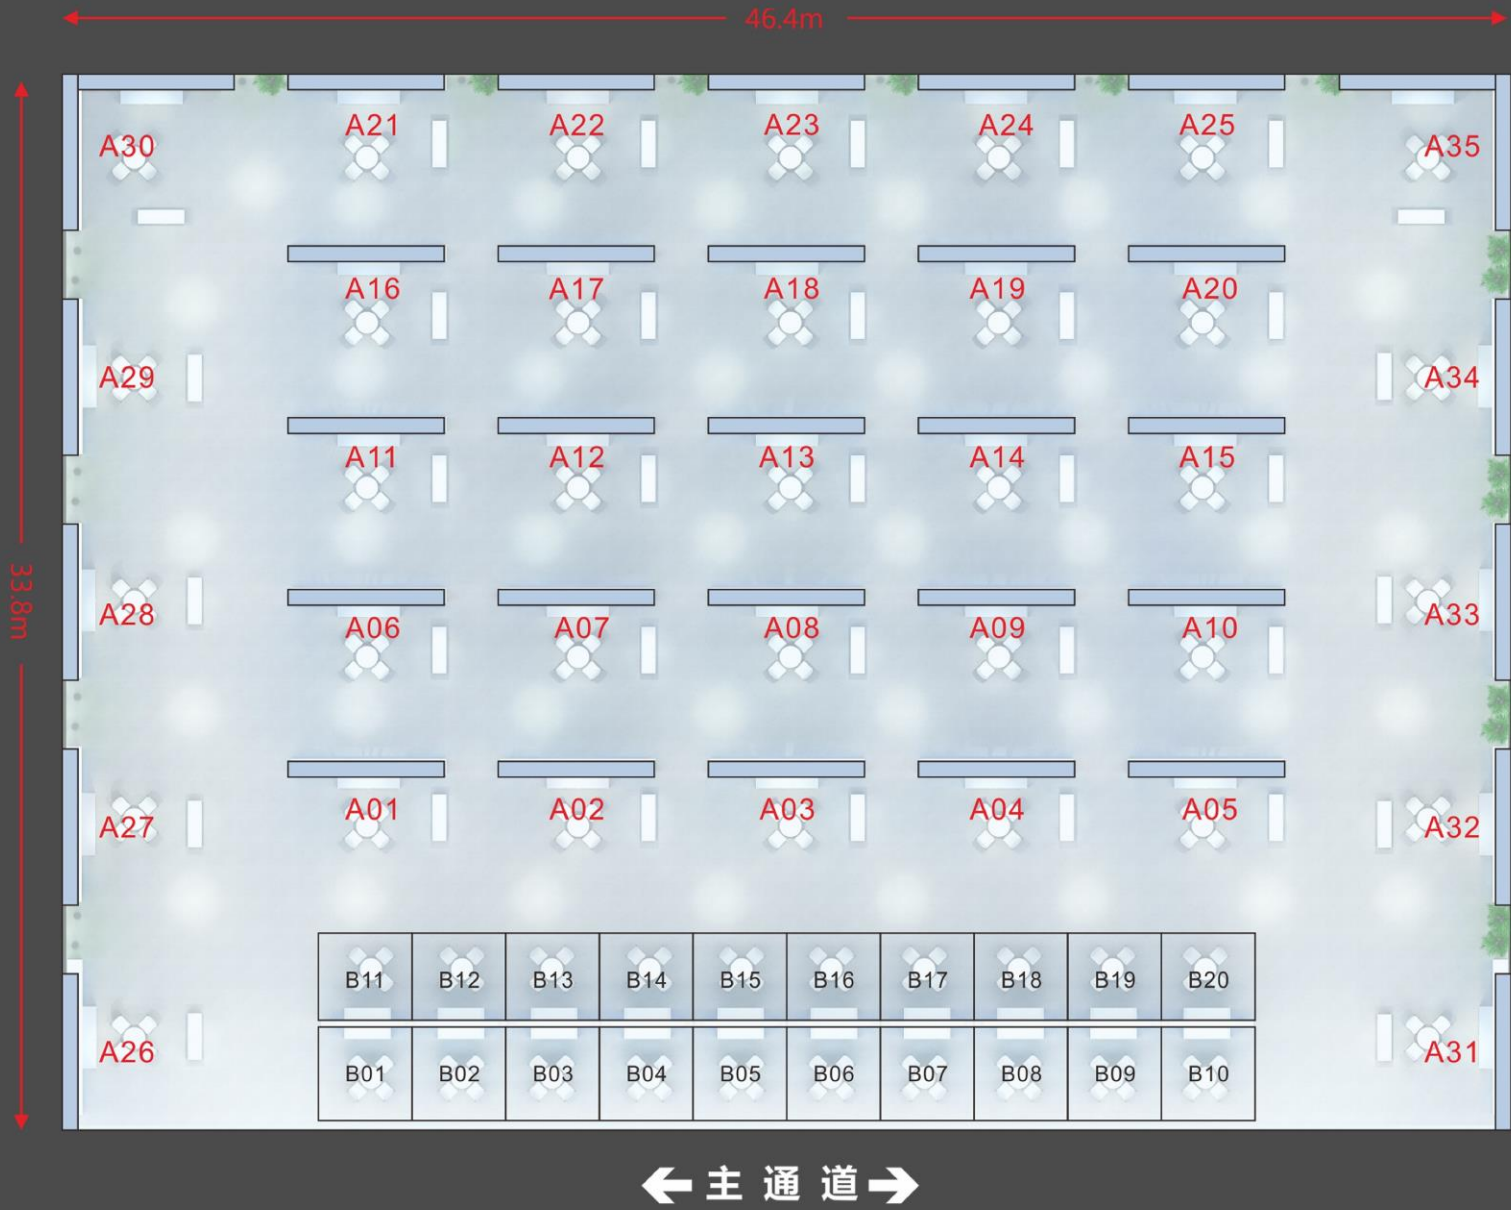 46.4m
A30 A21 A22 A23 A24 A25 A35
A16 A17 A18 A19 A20
A29 A34
A11 A12 A13 A14 A15
A28 A06 A07 A08 A09 A10 A33
33.8m
A27 A01 A02 A03 A04 A05 A32
B11 B12 B13 B14 B15 B16 B17 B18 B19 B20
A26 B01 B02 B03 B04 B05 B06 B07 B08 B09 B10 A31
主通道